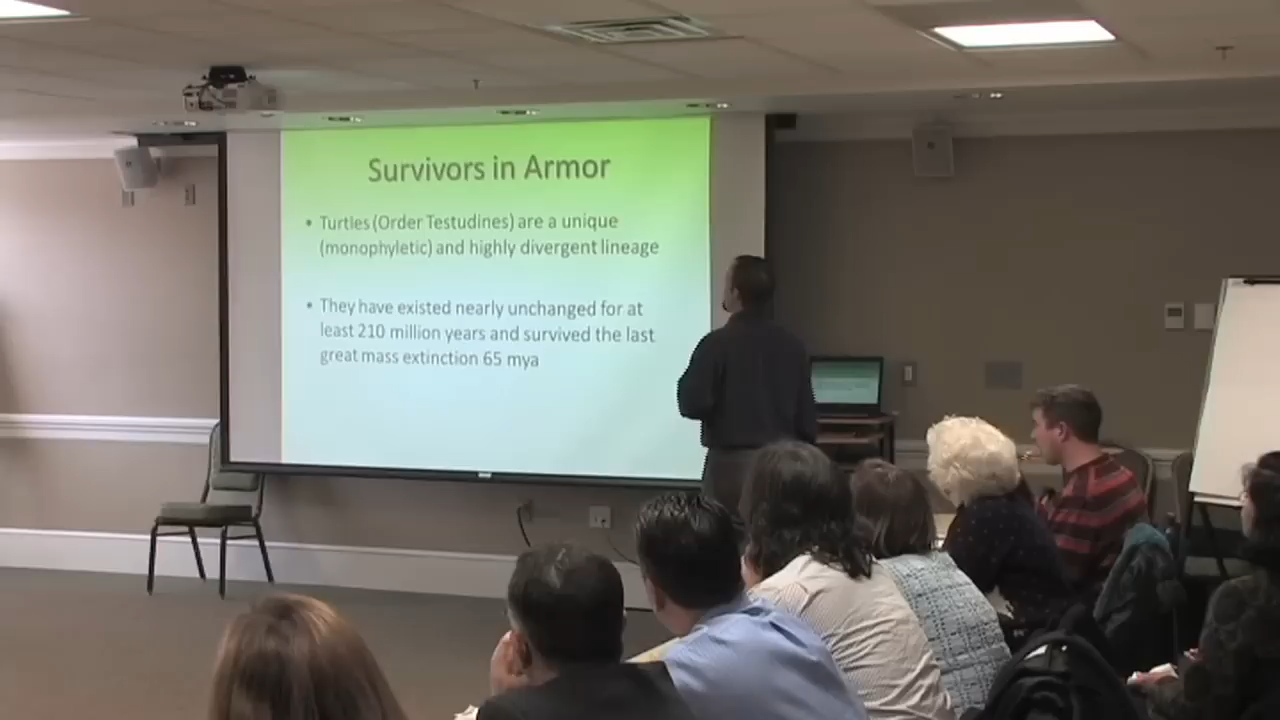 Survivors in Armor
• Turtles (Order Testudines) are a unique
(monophyletic) and highly divergent lineage
• They have existed nearly unchanged for at
least 210 million years and survived the last
great mass extinction 65 mya